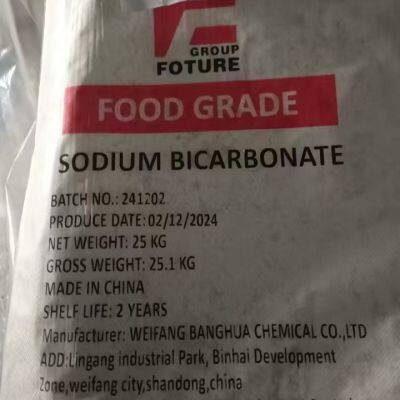 GROUP
FOTURE
FOOD GRADE
SODIUM BICARBONATE
BATCH NO.: 241202
PRODUCE DATE: 02/12/2024
NET WEIGHT: 25 KG
GROSS WEIGHT: 25.1 KG
MADE IN CHINA
SHELF LIFE: 2 YEARS
Manufacturer: WEIFANG BANGHUA CHEMICAL CO.,LTD
ADD:Lingang industrial Park, Binhai Development
Zone,weifang city,shandong,china